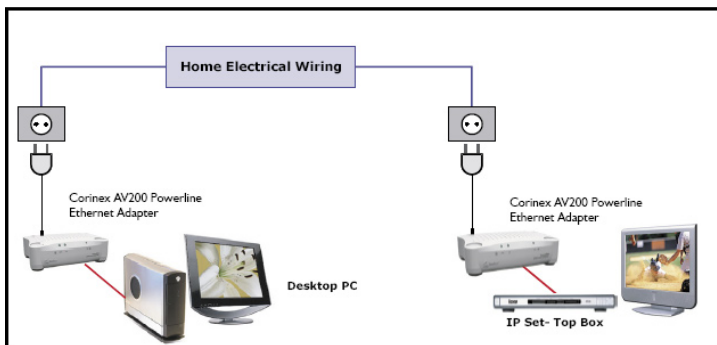 Home Electrical Wiring
Corinex AV200 Powerline
Ethernet Adapter
Corinex AV200 Powerline
Ethernet Adapter
Desktop PC
IP Set- Top Box